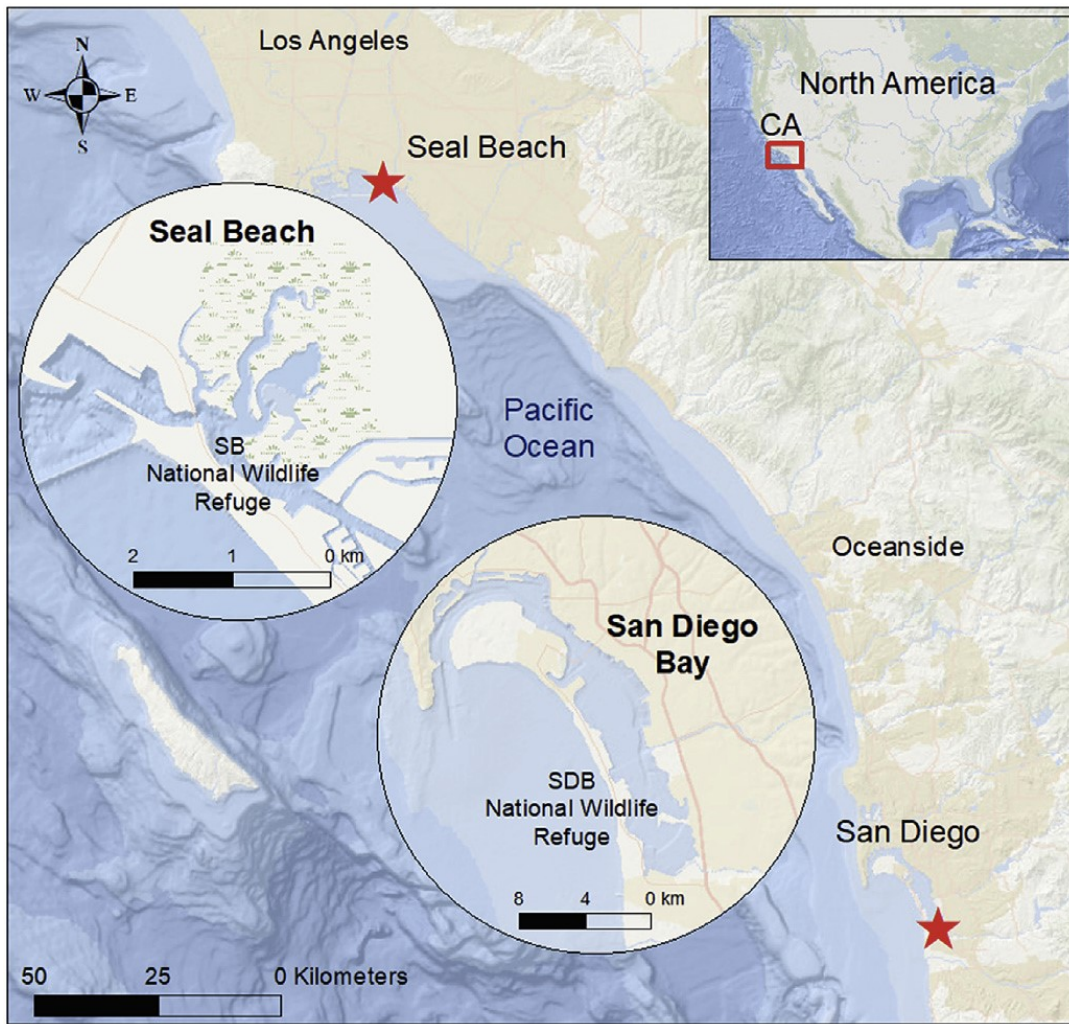 Los Angeles
N
W
E
S
Seal Beach
North America
CA
Seal Beach
SB
National Wildlife
Refuge
2 1 0 km
Pacific
Ocean
Oceanside
San Diego
Bay
SDB
National Wildlife
Refuge
8 4 0 km
San Diego
50 25 0 Kilometers